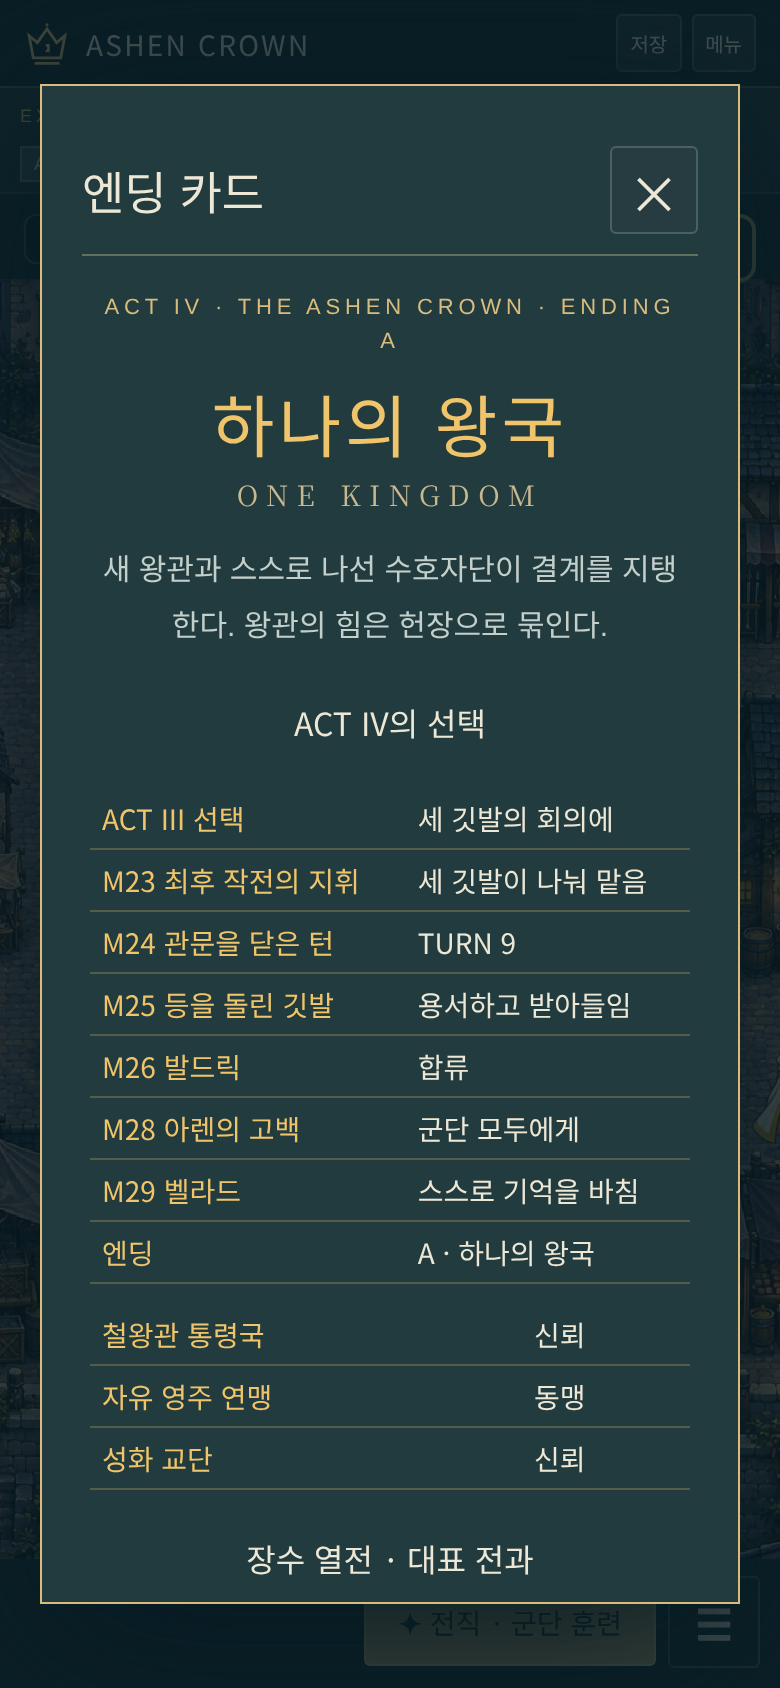 ASHEN CROWN
저장
메뉴
엔딩 카드
ACT IV · THE ASHEN CROWN · ENDING
A
하나의 왕국
ONE KINGDOM
새 왕관과 스스로 나선 수호자단이 결계를 지탱
한다. 왕관의 힘은 헌장으로 묶인다.
ACT IV의 선택
ACT III 선택 세 깃발의 회의에
M23 최후 작전의 지휘 세 깃발이 나눠 맡음
M24 관문을 닫은 턴 TURN 9
M25 등을 돌린 깃발 용서하고 받아들임
M26 발드릭 합류
M28 아렌의 고백 군단 모두에게
M29 벨라드 스스로 기억을 바침
엔딩 A · 하나의 왕국
철왕관 통령국 신뢰
자유 영주 연맹 동맹
성화 교단 신뢰
장수 열전 · 대표 전과
✦ 전직 · 군단 훈련